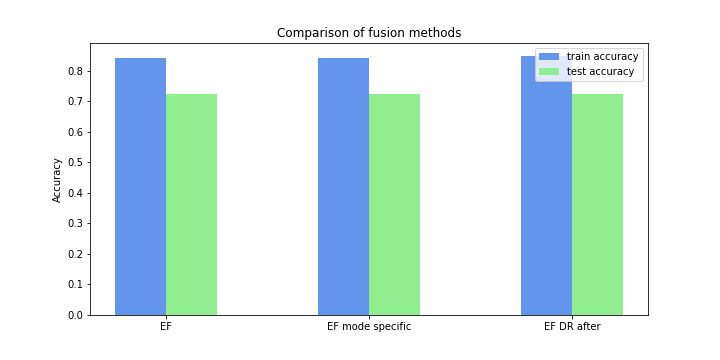 Comparison of fusion methods
train accuracy
test accuracy
Accuracy
0.8
0.7
0.6
0.5
0.4
0.3
0.2
0.1
0.0
EF
EF mode specific
EF DR after